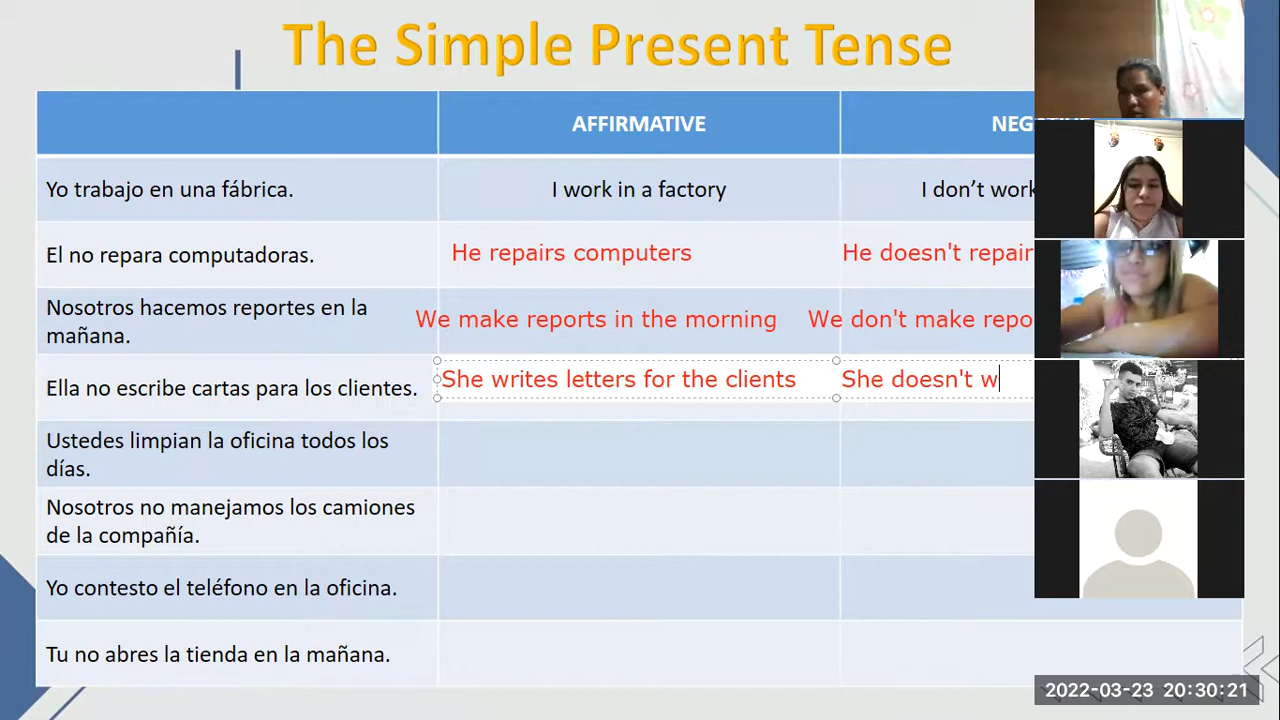 The Simple Present Tense
AFFIRMATIVE
NEG
Yo trabajo en una fábrica.
I work in a factory
I don’t work
El no repara computadoras.
He repairs computers
He doesn't repair
Nosotros hacemos reportes en la
mañana.
We make reports in the morning
We don't make repo
Ella no escribe cartas para los clientes.
She writes letters for the clients
She doesn't w
Ustedes limpian la oficina todos los
días.
Nosotros no manejamos los camiones
de la compañía.
Yo contesto el teléfono en la oficina.
Tu no abres la tienda en la mañana.
2022-03-23 20:30:21